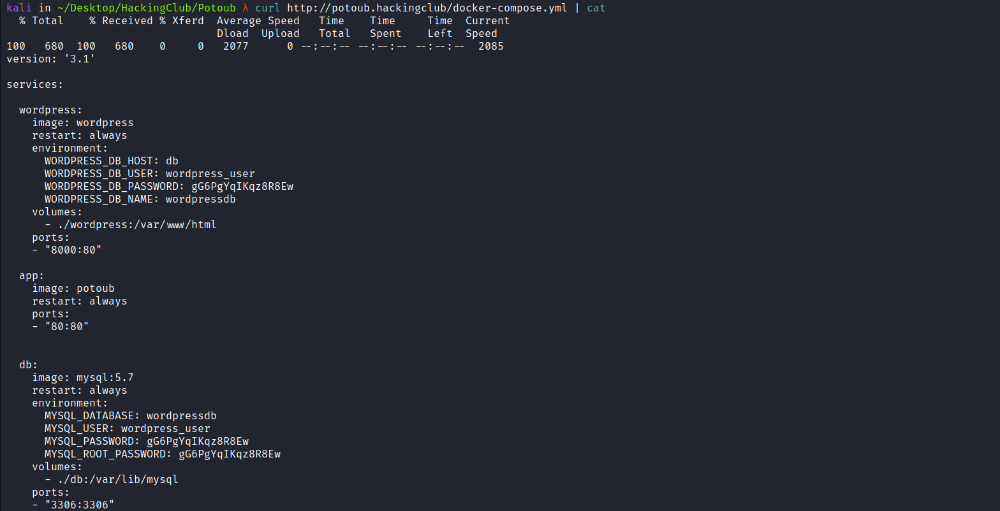 kali in ~/Desktop/HackingClub/Potoub λ curl http://potoub.hackingclub/docker-compose.yml | cat
  % Total    % Received % Xferd  Average Speed   Time    Time     Time  Current
                                 Dload  Upload   Total   Spent    Left  Speed
100   680  100   680    0     0   2077      0 --:--:-- --:--:-- --:--:--  2085
version: '3.1'

services:

  wordpress:
    image: wordpress
    restart: always
    environment:
      WORDPRESS_DB_HOST: db
      WORDPRESS_DB_USER: wordpress_user
      WORDPRESS_DB_PASSWORD: gG6PgYqIKqz8R8Ew
      WORDPRESS_DB_NAME: wordpressdb
    volumes:
      - ./wordpress:/var/www/html
    ports:
    - "8000:80"

  app:
    image: potoub
    restart: always
    ports:
    - "80:80"


  db:
    image: mysql:5.7
    restart: always
    environment:
      MYSQL_DATABASE: wordpressdb
      MYSQL_USER: wordpress_user
      MYSQL_PASSWORD: gG6PgYqIKqz8R8Ew
      MYSQL_ROOT_PASSWORD: gG6PgYqIKqz8R8Ew
    volumes:
      - ./db:/var/lib/mysql
    ports:
    - "3306:3306"